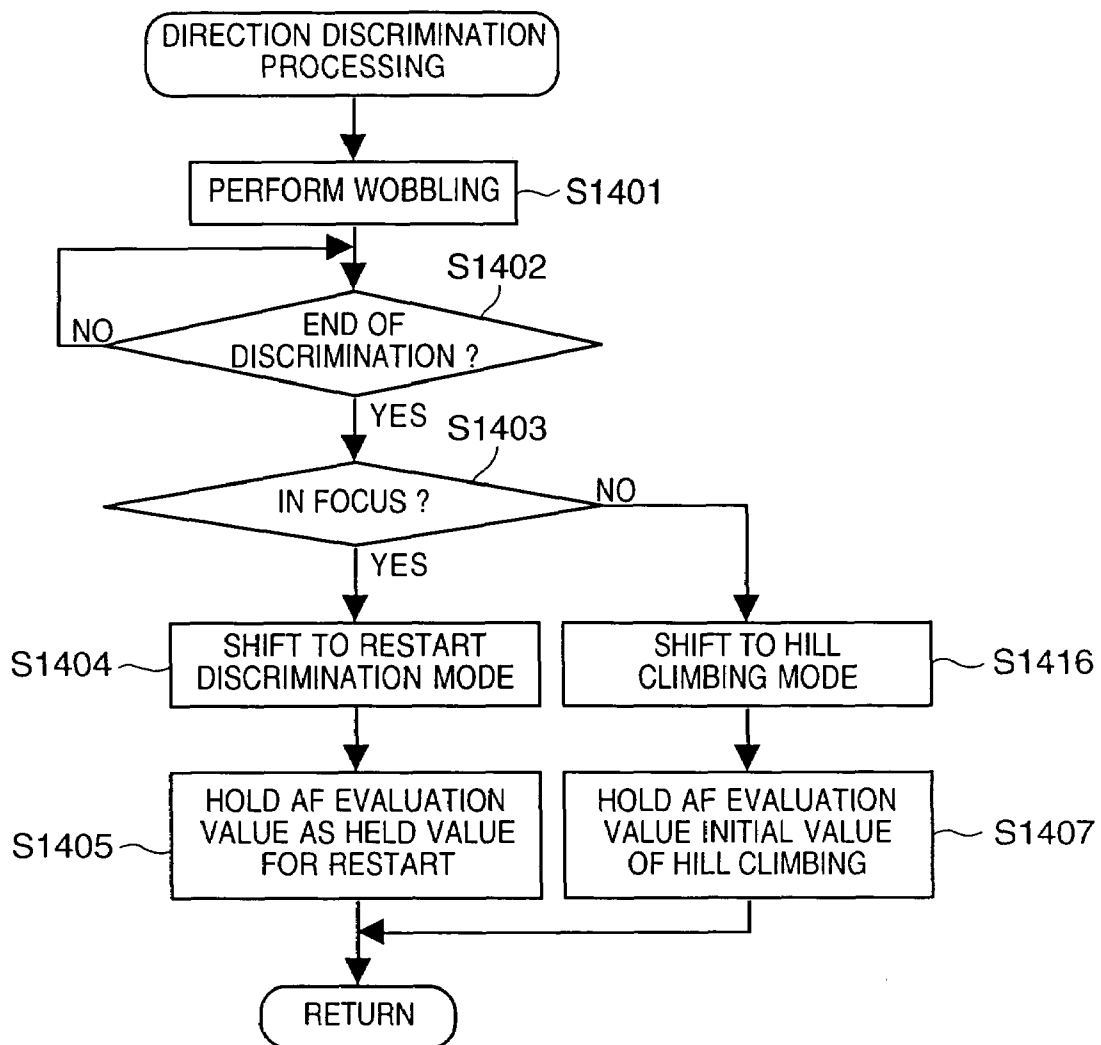 DIRECTION DISCRIMINATION
PROCESSING
PERFORM WOBBLING
S1401
S1402
END OF
DISCRIMINATION ?
NO
YES
S1403
IN FOCUS ?
NO
YES
S1404
SHIFT TO RESTART
DISCRIMINATION MODE
SHIFT TO HILL
CLIMBING MODE
S1416
S1405
HOLD AF EVALUATION
VALUE AS HELD VALUE
FOR RESTART
HOLD AF EVALUATION
VALUE INITIAL VALUE
OF HILL CLIMBING
S1407
RETURN